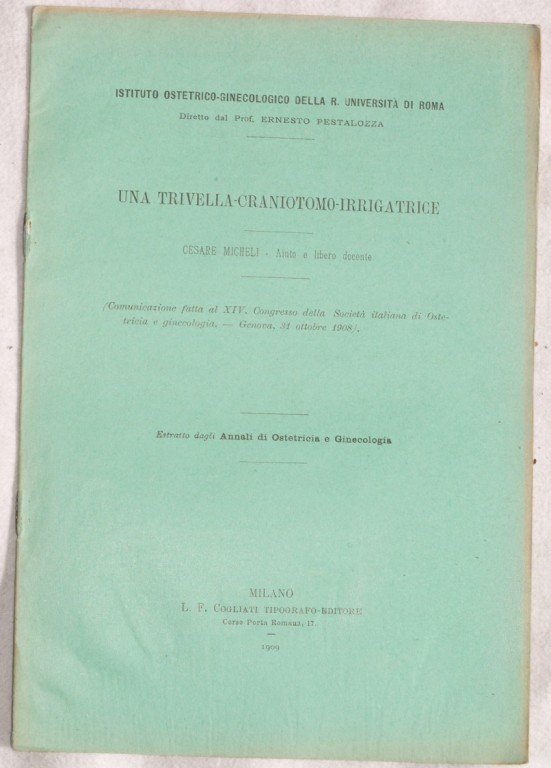 ISTITUTO OSTETRICO-GINECOLOGICO DELLA R. UNIVERSITÀ DI ROMA
Diretto dal Prof. ERNESTO PESTALOZZA
UNA TRIVELLA-CRANIOTOMO-IRRIGATRICE
CESARE MICHELI - Aiuto e libero docente
(Comunicazione fatta al XIV. Congresso della Società italiana di Oste-
tricia e ginecologia. — Genova, 31 ottobre 1908).
Estratto dagli Annali di Ostetricia e Ginecologia
MILANO
L. F. COGLIATI TIPOGRAFO-EDITORE
Corso Porta Romana, 17.
1909